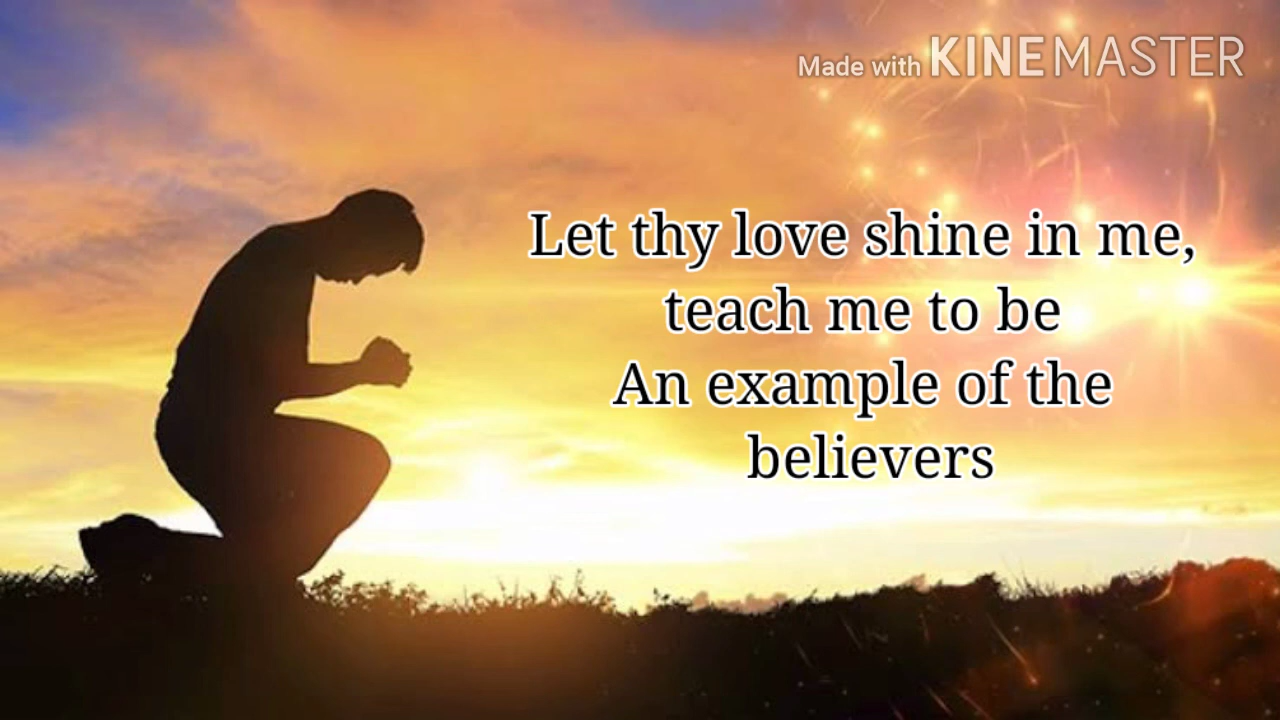 Made with KINEMASTER
Let thy love shine in me,
teach me to be
An example of the
believers